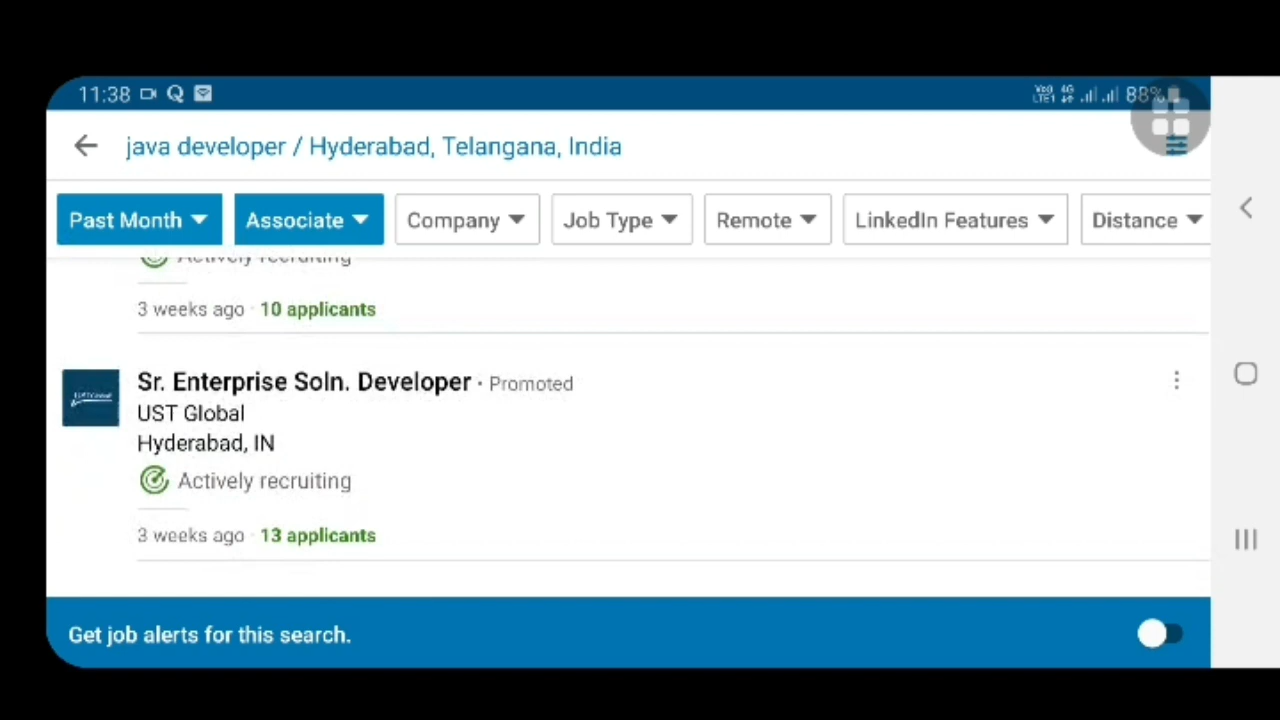 11:38
88%
java developer / Hyderabad, Telangana, India
Past Month Associate Company Job Type Remote LinkedIn Features Distance
Actively recruiting
3 weeks ago · 10 applicants
Sr. Enterprise Soln. Developer · Promoted
UST Global
Hyderabad, IN
Actively recruiting
3 weeks ago · 13 applicants
Get job alerts for this search.